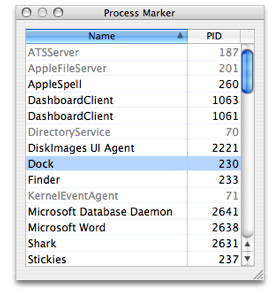 Process Marker
Name PID
ATSServer 187
AppleFileServer 201
AppleSpell 260
DashboardClient 1063
DashboardClient 1061
DirectoryService 70
DiskImages UI Agent 2221
Dock 230
Finder 233
KernelEventAgent 71
Microsoft Database Daemon 2641
Microsoft Word 2638
Shark 2631
Stickies 237